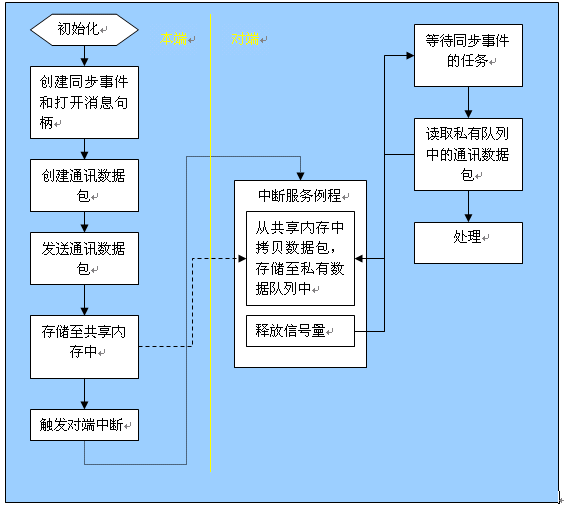 初始化
本端
对端
创建同步事件
和打开消息句
柄
创建通讯数据
包
发送通讯数据
包
存储至共享内
存中
触发对端中断
中断服务例程
从共享内存中
拷贝数据包，
存储至私有数
据队列中
释放信号量
等待同步事件
的任务
读取私有队列
中的通讯数据
包
处理